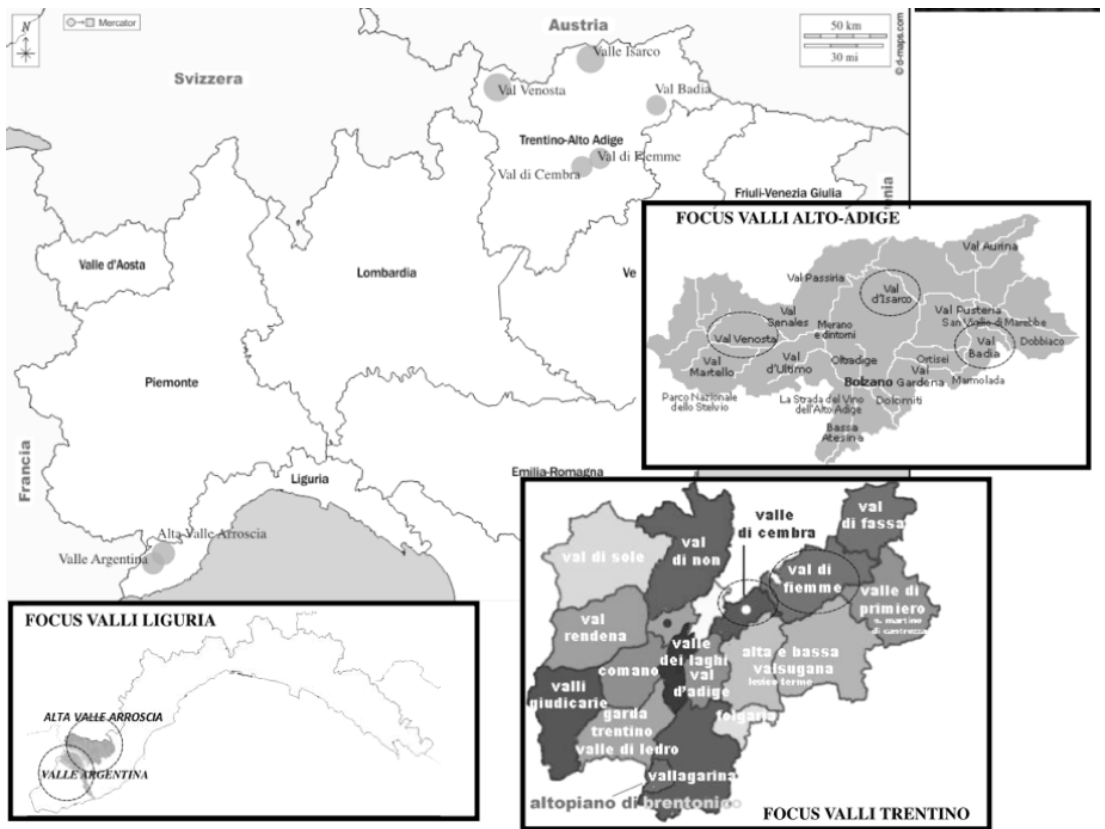 N
Mercator
Austria
50 km
30 mi
© d-maps.com
Svizzera
Valle Isarco
Val Venosta
Val Badia
Trentino-Alto Adige
Val di Fiemme
Val di Cembra
Friuli-Venezia Giulia
enia
Valle d'Aosta
Lombardia
Ve
Piemonte
Francia
Emilia-Romagna
Liguria
Alta Valle Arroscia
Valle Argentina
FOCUS VALLI ALTO-ADIGE
Val Aurina
Val Passiria
Val
d'Isarco
Val Pusteria
San Vigilio di Marebbe
Val
Senales
Merano
e dintorni
Val Venosta
Val
Badia
Dobbiaco
Val
Martello
Val
d'Ultimo
Oltradige
Ortisei
Val
Gardena
Marmolada
Bolzano
Parco Nazionale
dello Stelvio
La Strada del Vino
dell'Alto Adige
Dolomiti
Bassa
Atesina
valle
di cembra
val
di fassa
val di sole
val
di non
val di
fiemme
valle di
primiero
s. martino
di castrozza
val
rendena
valle
dei laghi
alta e bassa
valsugana
levico terme
comano
val
d'adige
valli
giudicarie
folgaria
garda
trentino
valle di ledro
vallagarina
altopiano di brentonico
FOCUS VALLI TRENTINO
FOCUS VALLI LIGURIA
ALTA VALLE ARROSCIA
VALLE ARGENTINA